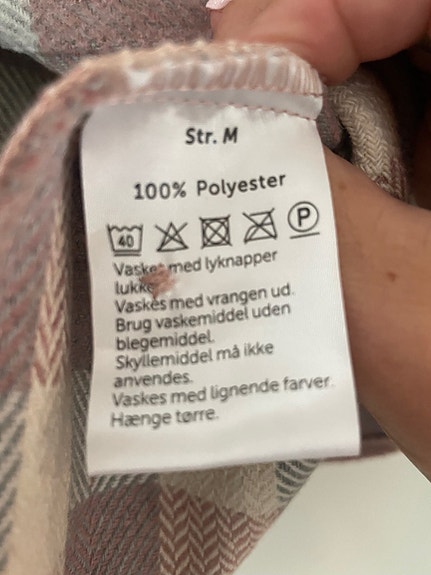 Str. M
100% Polyester
40 P
Vaskes med lyknapper
lukke
Vaskes med vrangen ud.
Brug vaskemiddel uden
blegemiddel.
Skyllemiddel må ikke
anvendes.
Vaskes med lignende farver.
Hænge tørre.